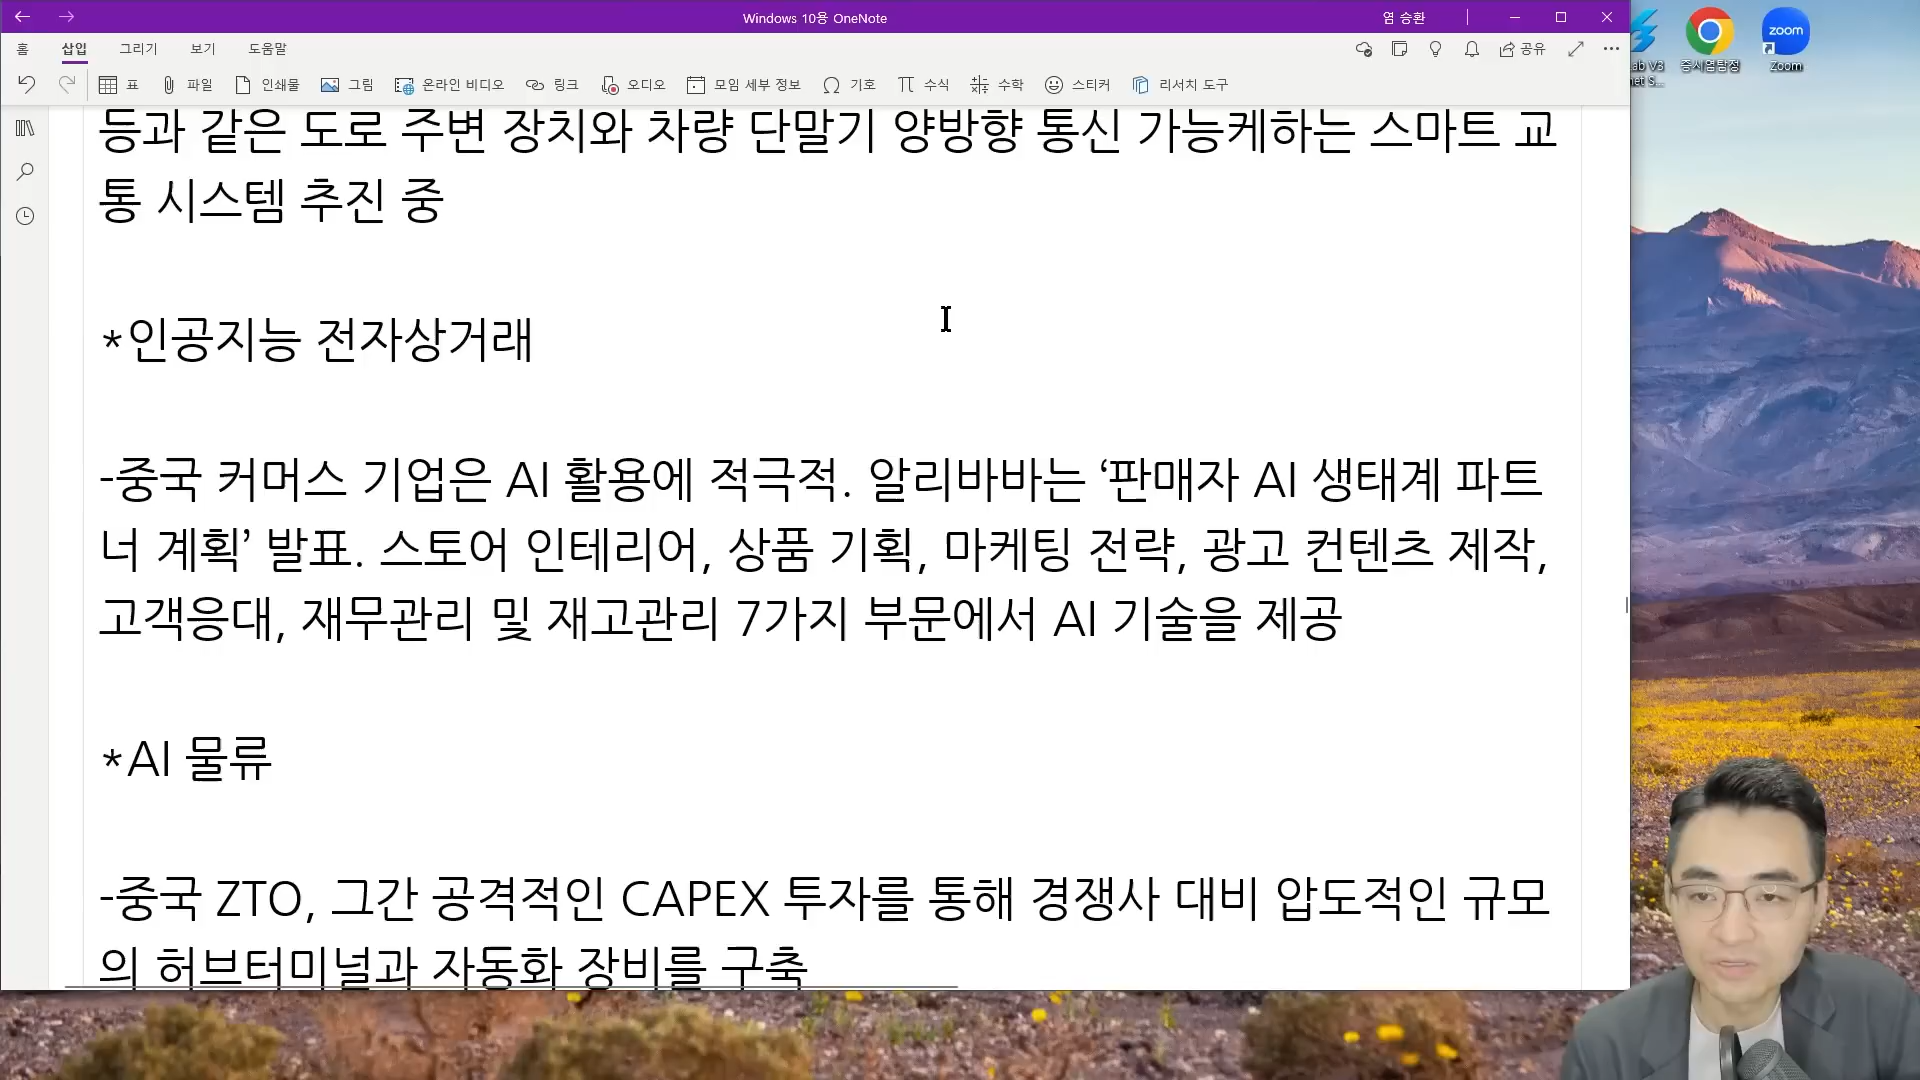 Windows 10용 OneNote
염 승환
홈 삽입 그리기 보기 도움말
공유
표 파일 인쇄물 그림 온라인 비디오 링크 오디오 모임 세부 정보 기호 수식 수학 스티커 리서치 도구
등과 같은 도로 주변 장치와 차량 단말기 양방향 통신 가능케하는 스마트 교
통 시스템 추진 중
*인공지능 전자상거래
-중국 커머스 기업은 AI 활용에 적극적. 알리바바는 ‘판매자 AI 생태계 파트
너 계획’ 발표. 스토어 인테리어, 상품 기획, 마케팅 전략, 광고 컨텐츠 제작,
고객응대, 재무관리 및 재고관리 7가지 부문에서 AI 기술을 제공
*AI 물류
-중국 ZTO, 그간 공격적인 CAPEX 투자를 통해 경쟁사 대비 압도적인 규모
의 허브터미널과 자동화 장비를 구축
zoom
증시염탐정
Zoom